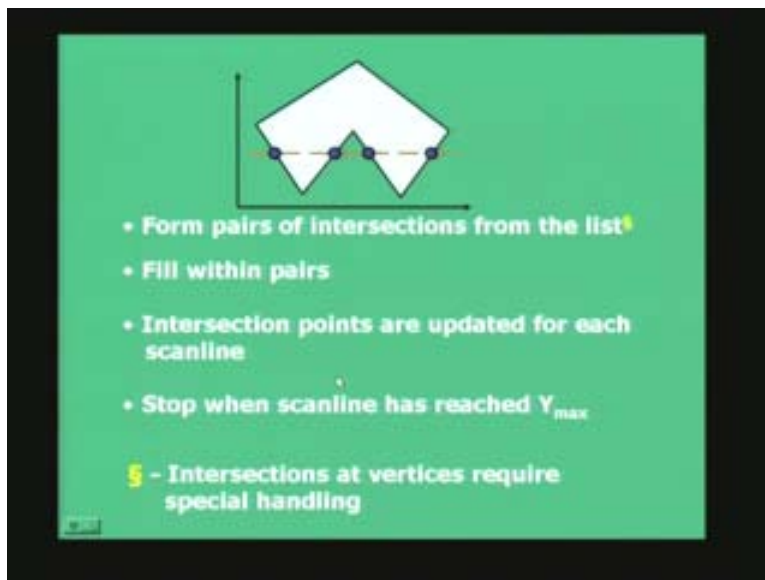 • Form pairs of intersections from the list§
• Fill within pairs
• Intersection points are updated for each
scanline
• Stop when scanline has reached Ymax
§ – Intersections at vertices require
special handling